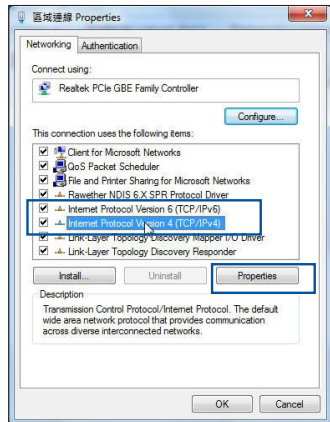 區域連線 Properties
Networking Authentication
Connect using:
Realtek PCIe GBE Family Controller
Configure...
This connection uses the following items:
Client for Microsoft Networks
QoS Packet Scheduler
File and Printer Sharing for Microsoft Networks
Rawether NDIS 6.X SPR Protocol Driver
Internet Protocol Version 6 (TCP/IPv6)
Internet Protocol Version 4 (TCP/IPv4)
Link-Layer Topology Discovery Mapper I/O Driver
Link-Layer Topology Discovery Responder
Install... Uninstall Properties
Description
Transmission Control Protocol/Internet Protocol. The default
wide area network protocol that provides communication
across diverse interconnected networks.
OK Cancel